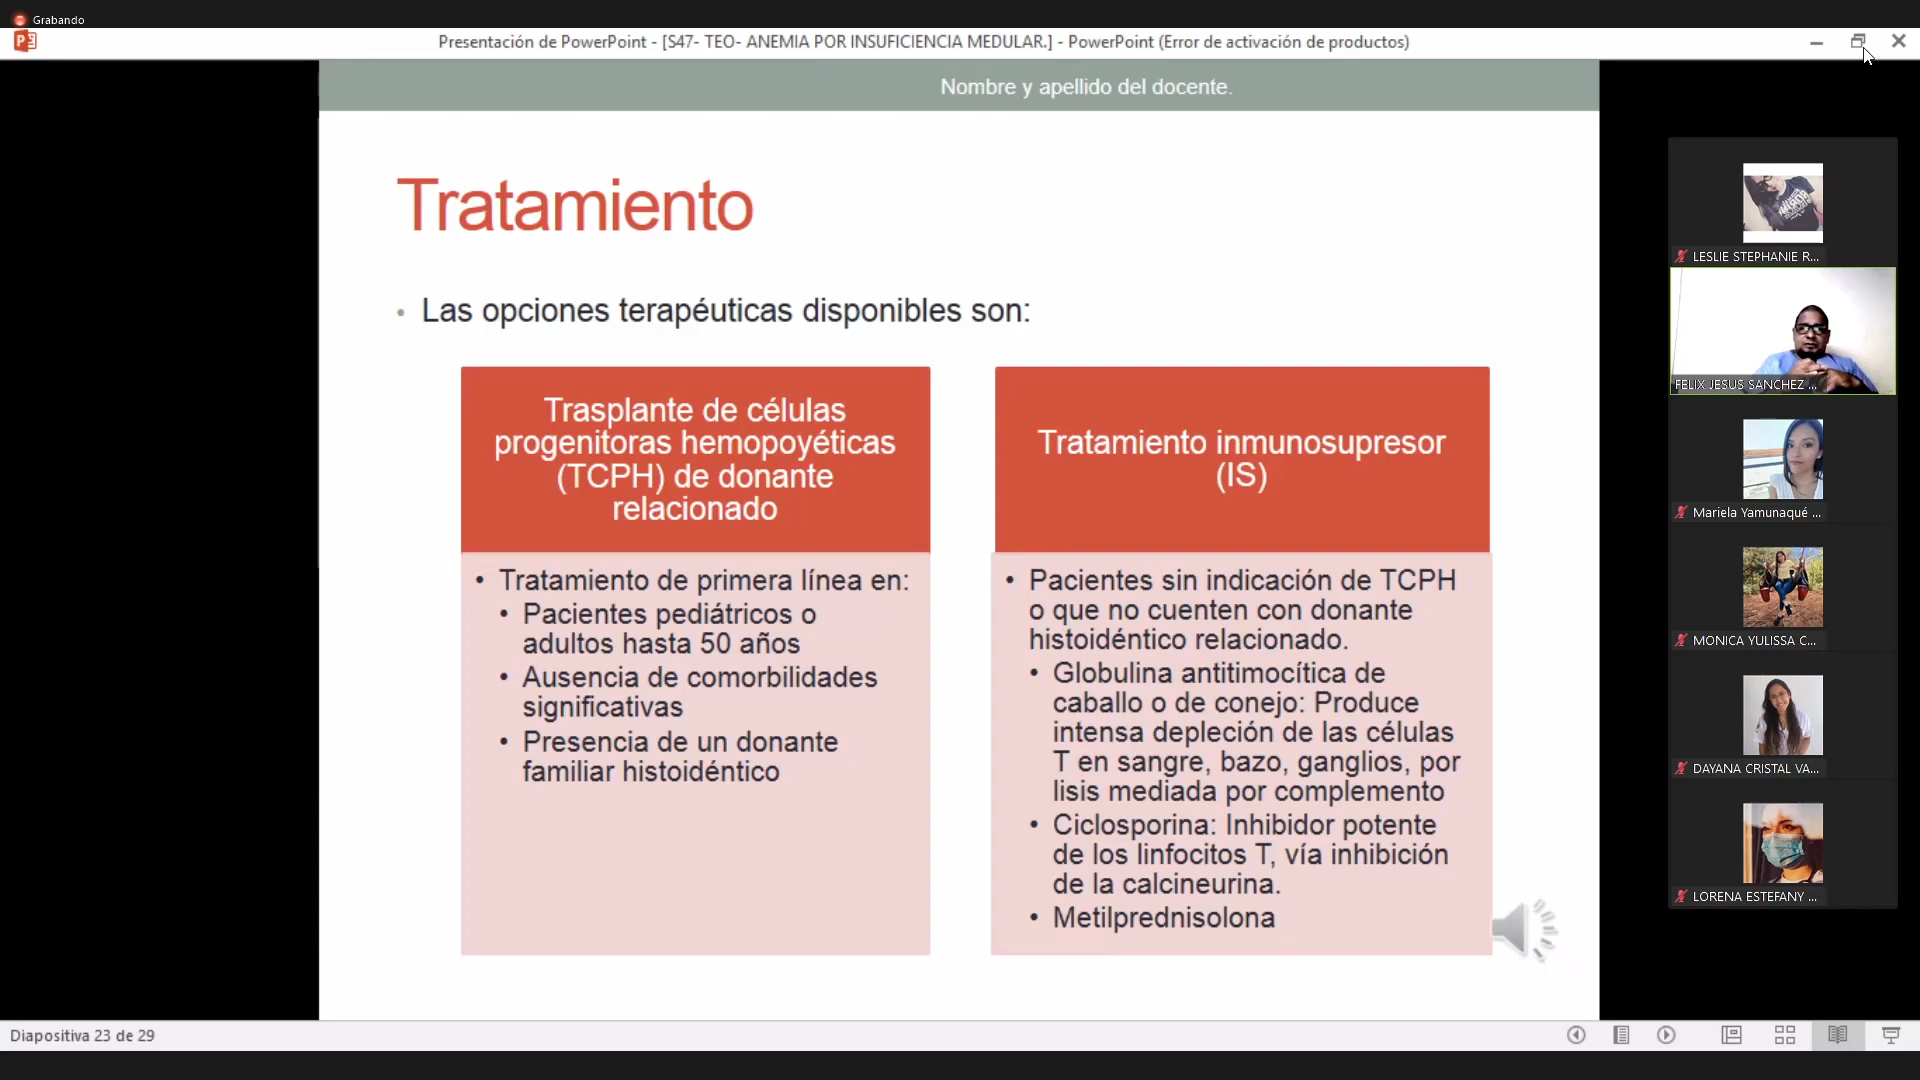 Grabando
Presentación de PowerPoint - [S47- TEO- ANEMIA POR INSUFICIENCIA MEDULAR.] - PowerPoint (Error de activación de productos)
Nombre y apellido del docente.
Tratamiento
• Las opciones terapéuticas disponibles son:
Trasplante de células
progenitoras hemopoyéticas
(TCPH) de donante
relacionado
• Tratamiento de primera línea en:
• Pacientes pediátricos o
adultos hasta 50 años
• Ausencia de comorbilidades
significativas
• Presencia de un donante
familiar histoidéntico
Tratamiento inmunosupresor
(IS)
• Pacientes sin indicación de TCPH
o que no cuenten con donante
histoidéntico relacionado.
• Globulina antitimocítica de
caballo o de conejo: Produce
intensa depleción de las células
T en sangre, bazo, ganglios, por
lisis mediada por complemento
• Ciclosporina: Inhibidor potente
de los linfocitos T, vía inhibición
de la calcineurina.
• Metilprednisolona
LESLIE STEPHANIE R...
FELIX JESUS SANCHEZ ...
Mariela Yamunaqué ...
MONICA YULISSA C...
DAYANA CRISTAL VA...
LORENA ESTEFANY ...
Diapositiva 23 de 29